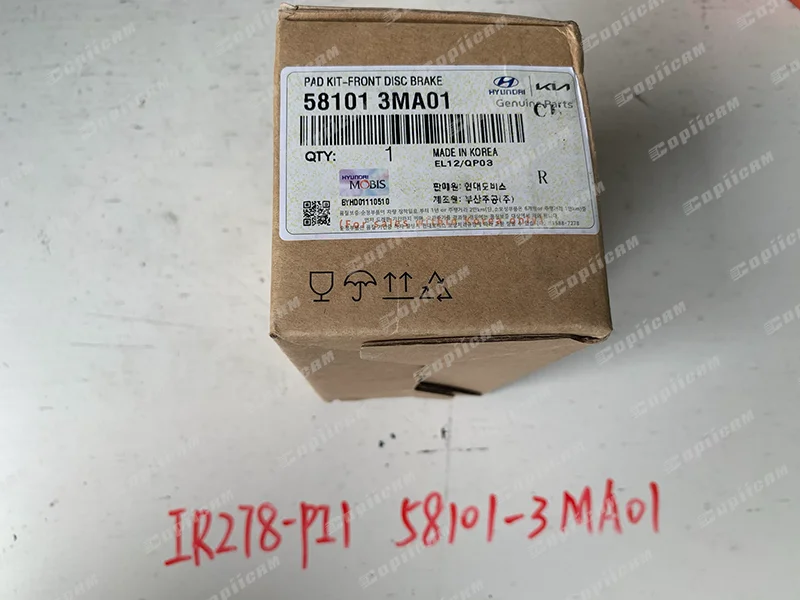 PAD KIT-FRONT DISC BRAKE
58101 3MA01
HYUNDAI KIA
Genuine Parts
QTY: 1
MADE IN KOREA
EL12/QP03
HYUNDAI
MOBIS
R
BYHD01110510
판매원: 현대모비스
제조원: 부산주공(주)
IR278-P21 58101-3MA01
Copiicam